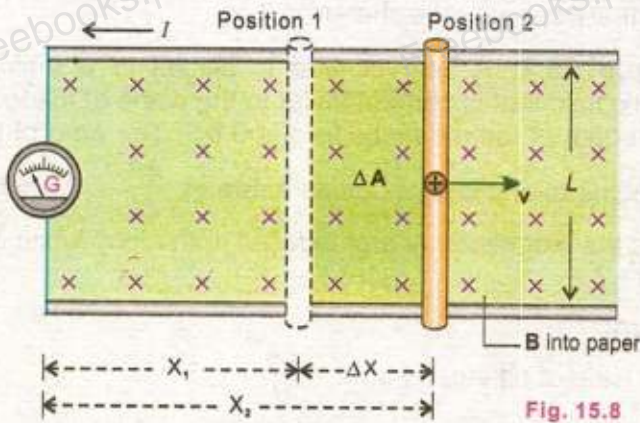 Position 1 Position 2
I
G
ΔA
L
v
B into paper
X₁ ΔX
X₂
Fig. 15.8